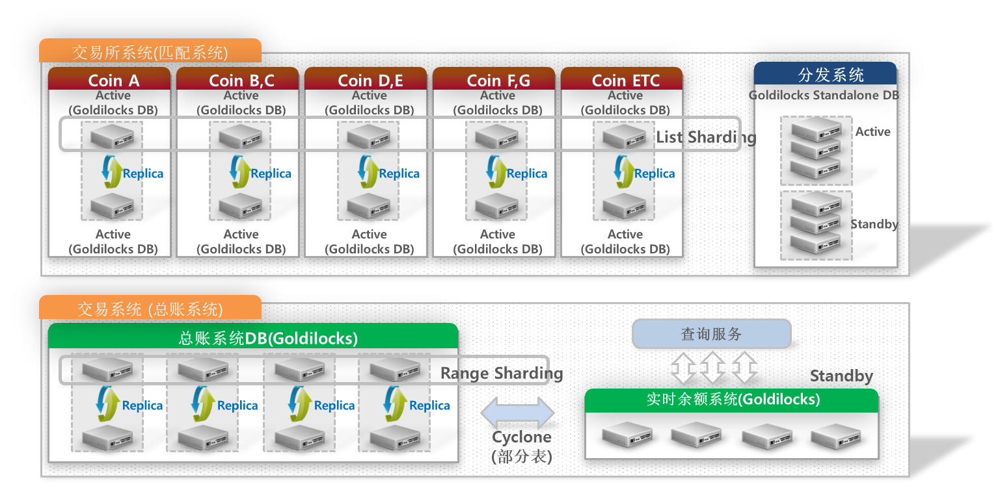 交易所系统(匹配系统)
Coin A
Active
(Goldilocks DB)
Replica
Active
(Goldilocks DB)
Coin B,C
Active
(Goldilocks DB)
Replica
Active
(Goldilocks DB)
Coin D,E
Active
(Goldilocks DB)
Replica
Active
(Goldilocks DB)
Coin F,G
Active
(Goldilocks DB)
Replica
Active
(Goldilocks DB)
Coin ETC
Active
(Goldilocks DB)
Replica
Active
(Goldilocks DB)
List Sharding
分发系统
Goldilocks Standalone DB
Active
Standby
交易系统 (总账系统)
总账系统DB(Goldilocks)
Range Sharding
Replica
Replica
Replica
Replica
Cyclone
(部分表)
查询服务
Standby
实时余额系统(Goldilocks)